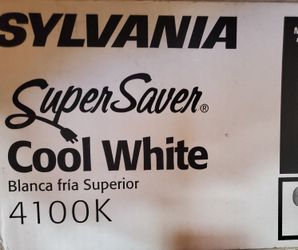 SYLVANIA
SuperSaver®
Cool White
Blanca fría Superior
4100K